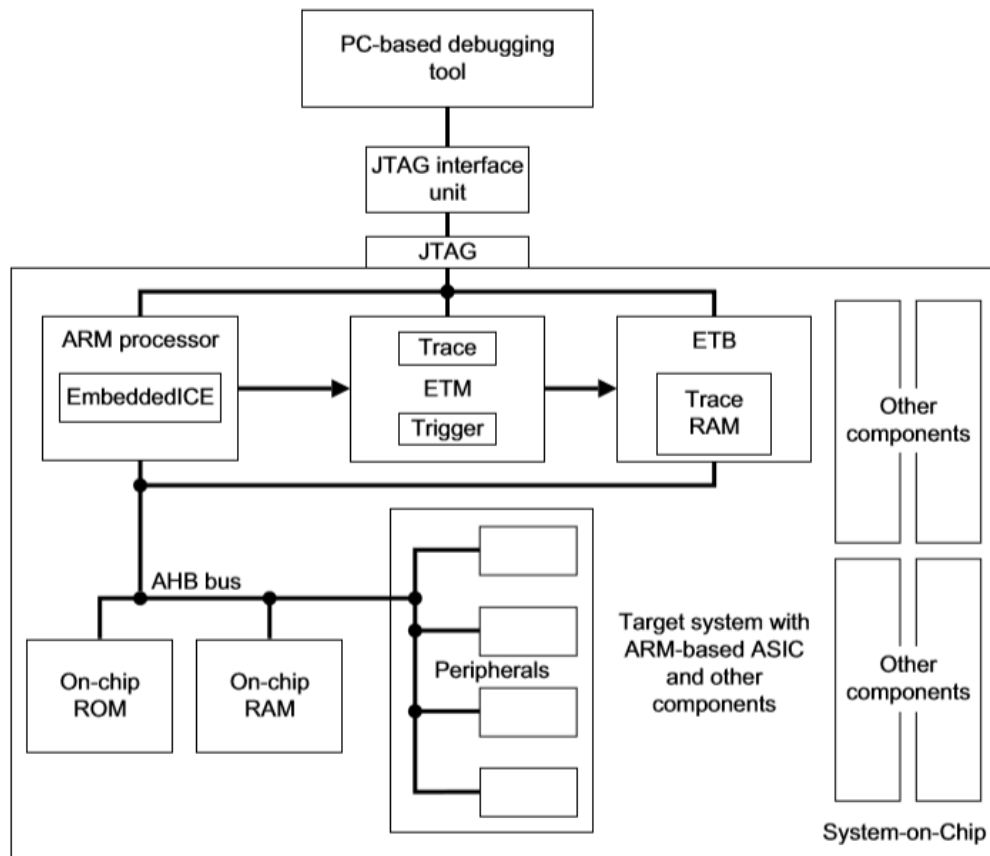 PC-based debugging
tool
JTAG interface
unit
JTAG
ARM processor
EmbeddedICE
Trace
ETM
Trigger
ETB
Trace
RAM
Other
components
AHB bus
On-chip
ROM
On-chip
RAM
Peripherals
Target system with
ARM-based ASIC
and other
components
Other
components
System-on-Chip